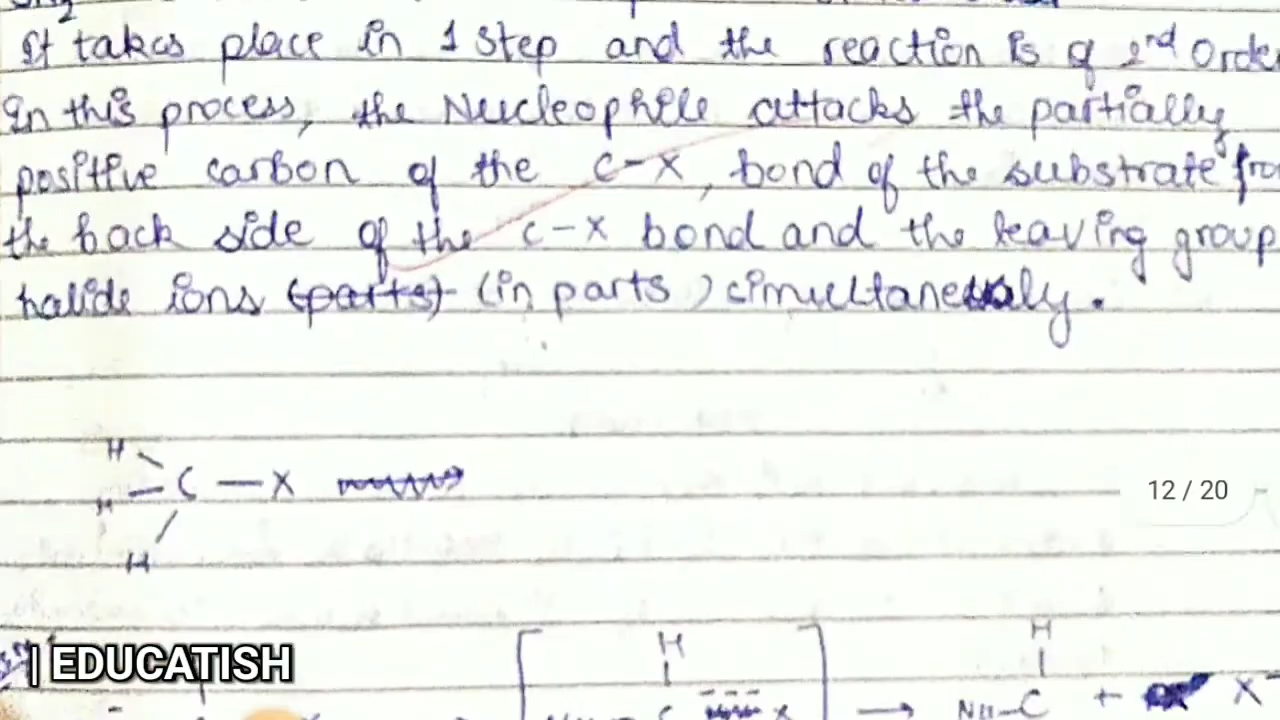 It takes place in 1 step and the reaction is of 2nd Order
In this process, the Nucleophile attacks the partially
positive carbon of the C-X, bond of the substrate from
the back side of the C-X bond and the leaving group
halide ions (parts) (in parts) cimultaneously.
H
H C — X
H
12 / 20
| EDUCATISH
H H
C X → Nu-C + X-